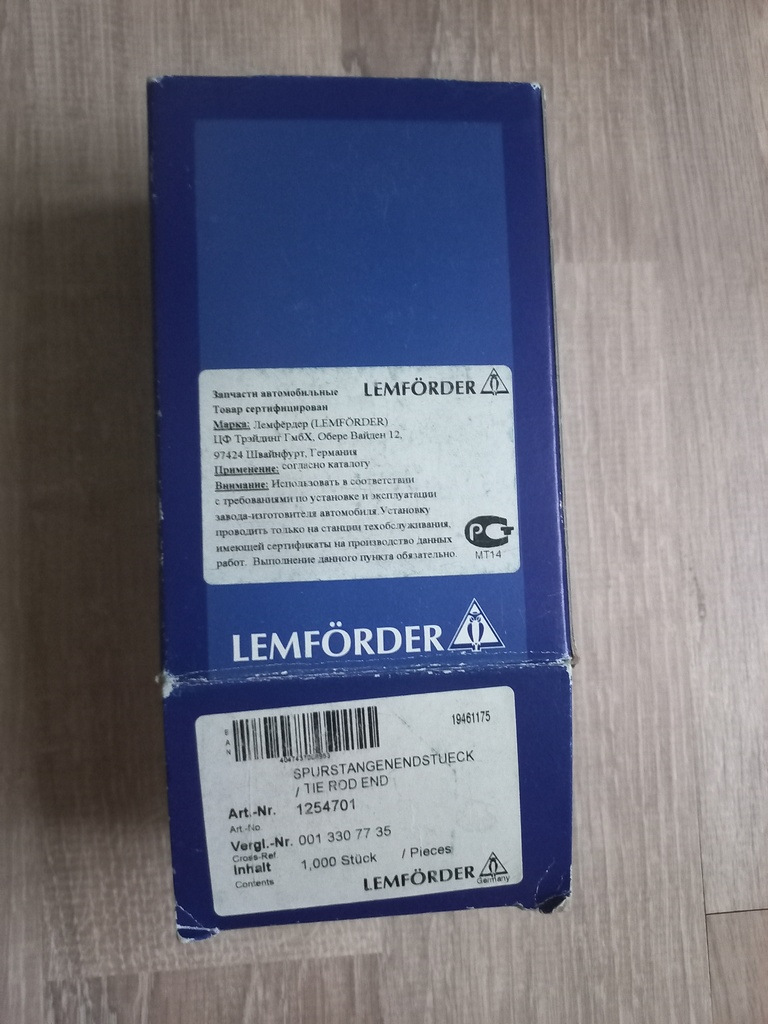 Запчасти автомобильные
LEMFÖRDER
Товар сертифицирован
Марка: Лемфёрдер (LEMFÖRDER)
ЦФ Трэйдинг ГмбХ, Обере Вайден 12,
97424 Швайнфурт, Германия
Применение: согласно каталогу
Внимание: Использовать в соответствии
с требованиями по установке и эксплуатации
завода-изготовителя автомобиля.Установку
проводить только на станции техобслуживания,
имеющей сертификаты на производство данных
работ. Выполнение данного пункта обязательно.
РСТ
МТ14
LEMFÖRDER
EAN
19461175
SPURSTANGENENDSTUECK
/ TIE ROD END
Art.-Nr. 1254701
Art.-No.
Vergl.-Nr. 001 330 77 35
Cross-Ref.
Inhalt 1,000 Stück / Pieces
Contents
LEMFÖRDER
Germany